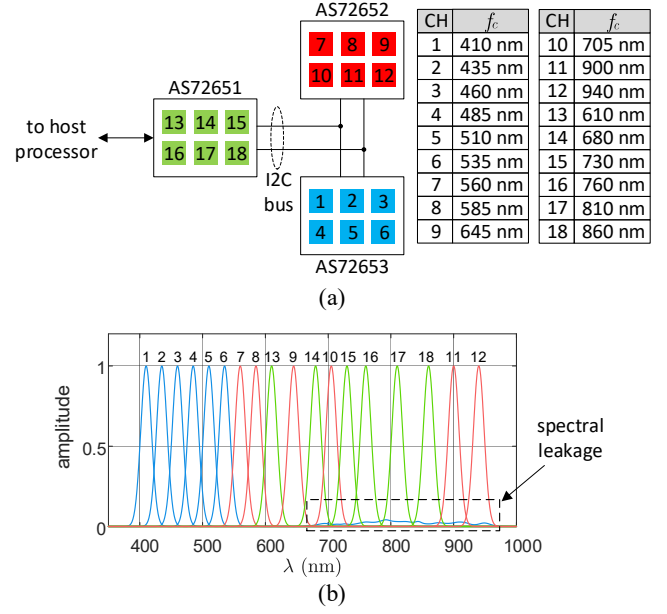 AS72652
7 8 9
10 11 12
AS72651
13 14 15
16 17 18
to host
processor
I2C
bus
1 2 3
4 5 6
AS72653
CH f_c
1 410 nm
2 435 nm
3 460 nm
4 485 nm
5 510 nm
6 535 nm
7 560 nm
8 585 nm
9 645 nm
CH f_c
10 705 nm
11 900 nm
12 940 nm
13 610 nm
14 680 nm
15 730 nm
16 760 nm
17 810 nm
18 860 nm
(a)
1 2 3 4 5 6 7 8 13 9 14 10 15 16 17 18 11 12
1
0.5
0
amplitude
400 500 600 700 800 900 1000
λ (nm)
spectral
leakage
(b)